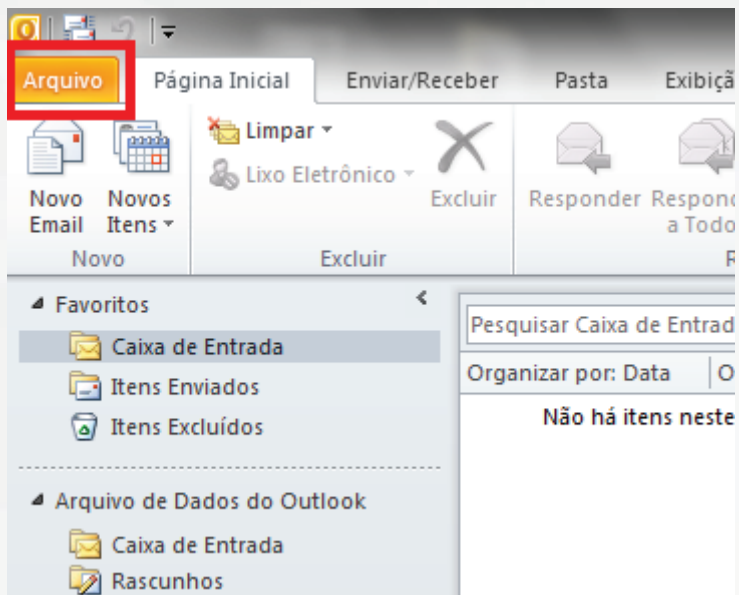 Arquivo Página Inicial Enviar/Receber Pasta
Limpar
Lixo Eletrônico
Novo Email
Novos Itens
Excluir
Responder
a
Novo
Excluir
Favoritos
Caixa de Entrada
Itens Enviados
Itens Excluídos
Arquivo de Dados do Outlook
Caixa de Entrada
Rascunhos
Pesquisar Caixa de
Organizar por: Data
Não há itens neste